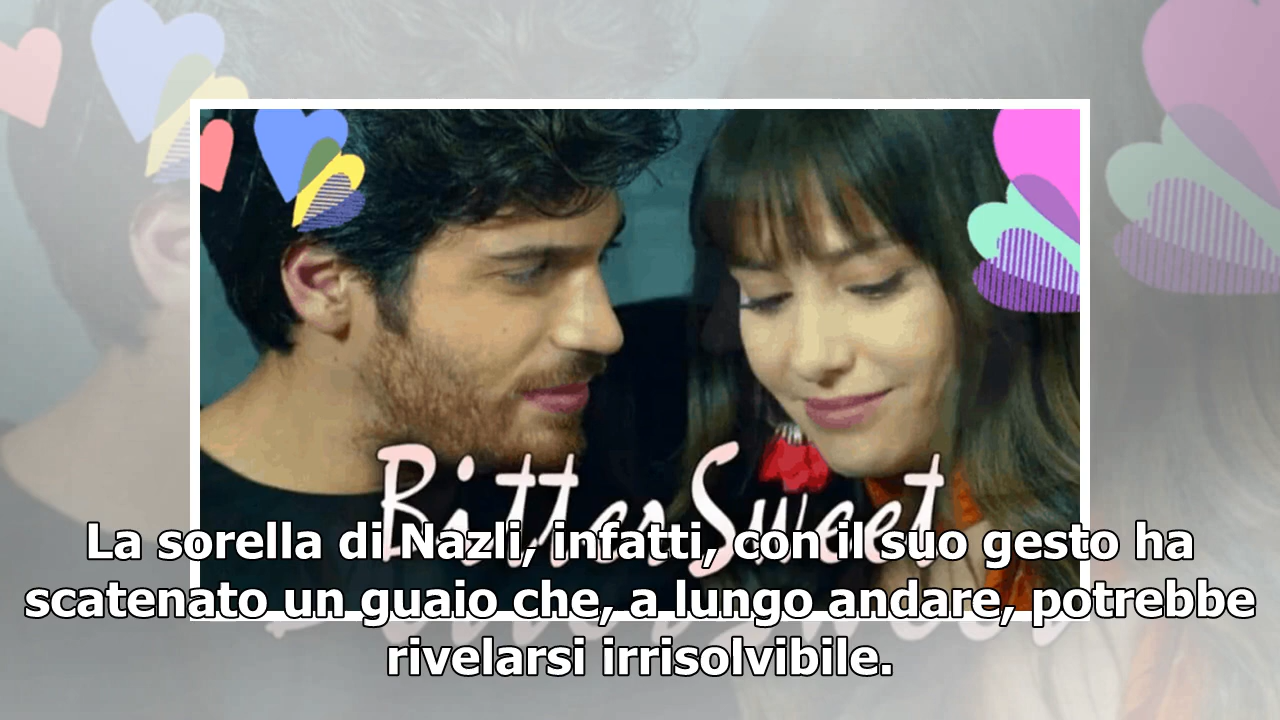 BitterSweet
La sorella di Nazli, infatti, con il suo gesto ha
scatenato un guaio che, a lungo andare, potrebbe
rivelarsi irrisolvibile.